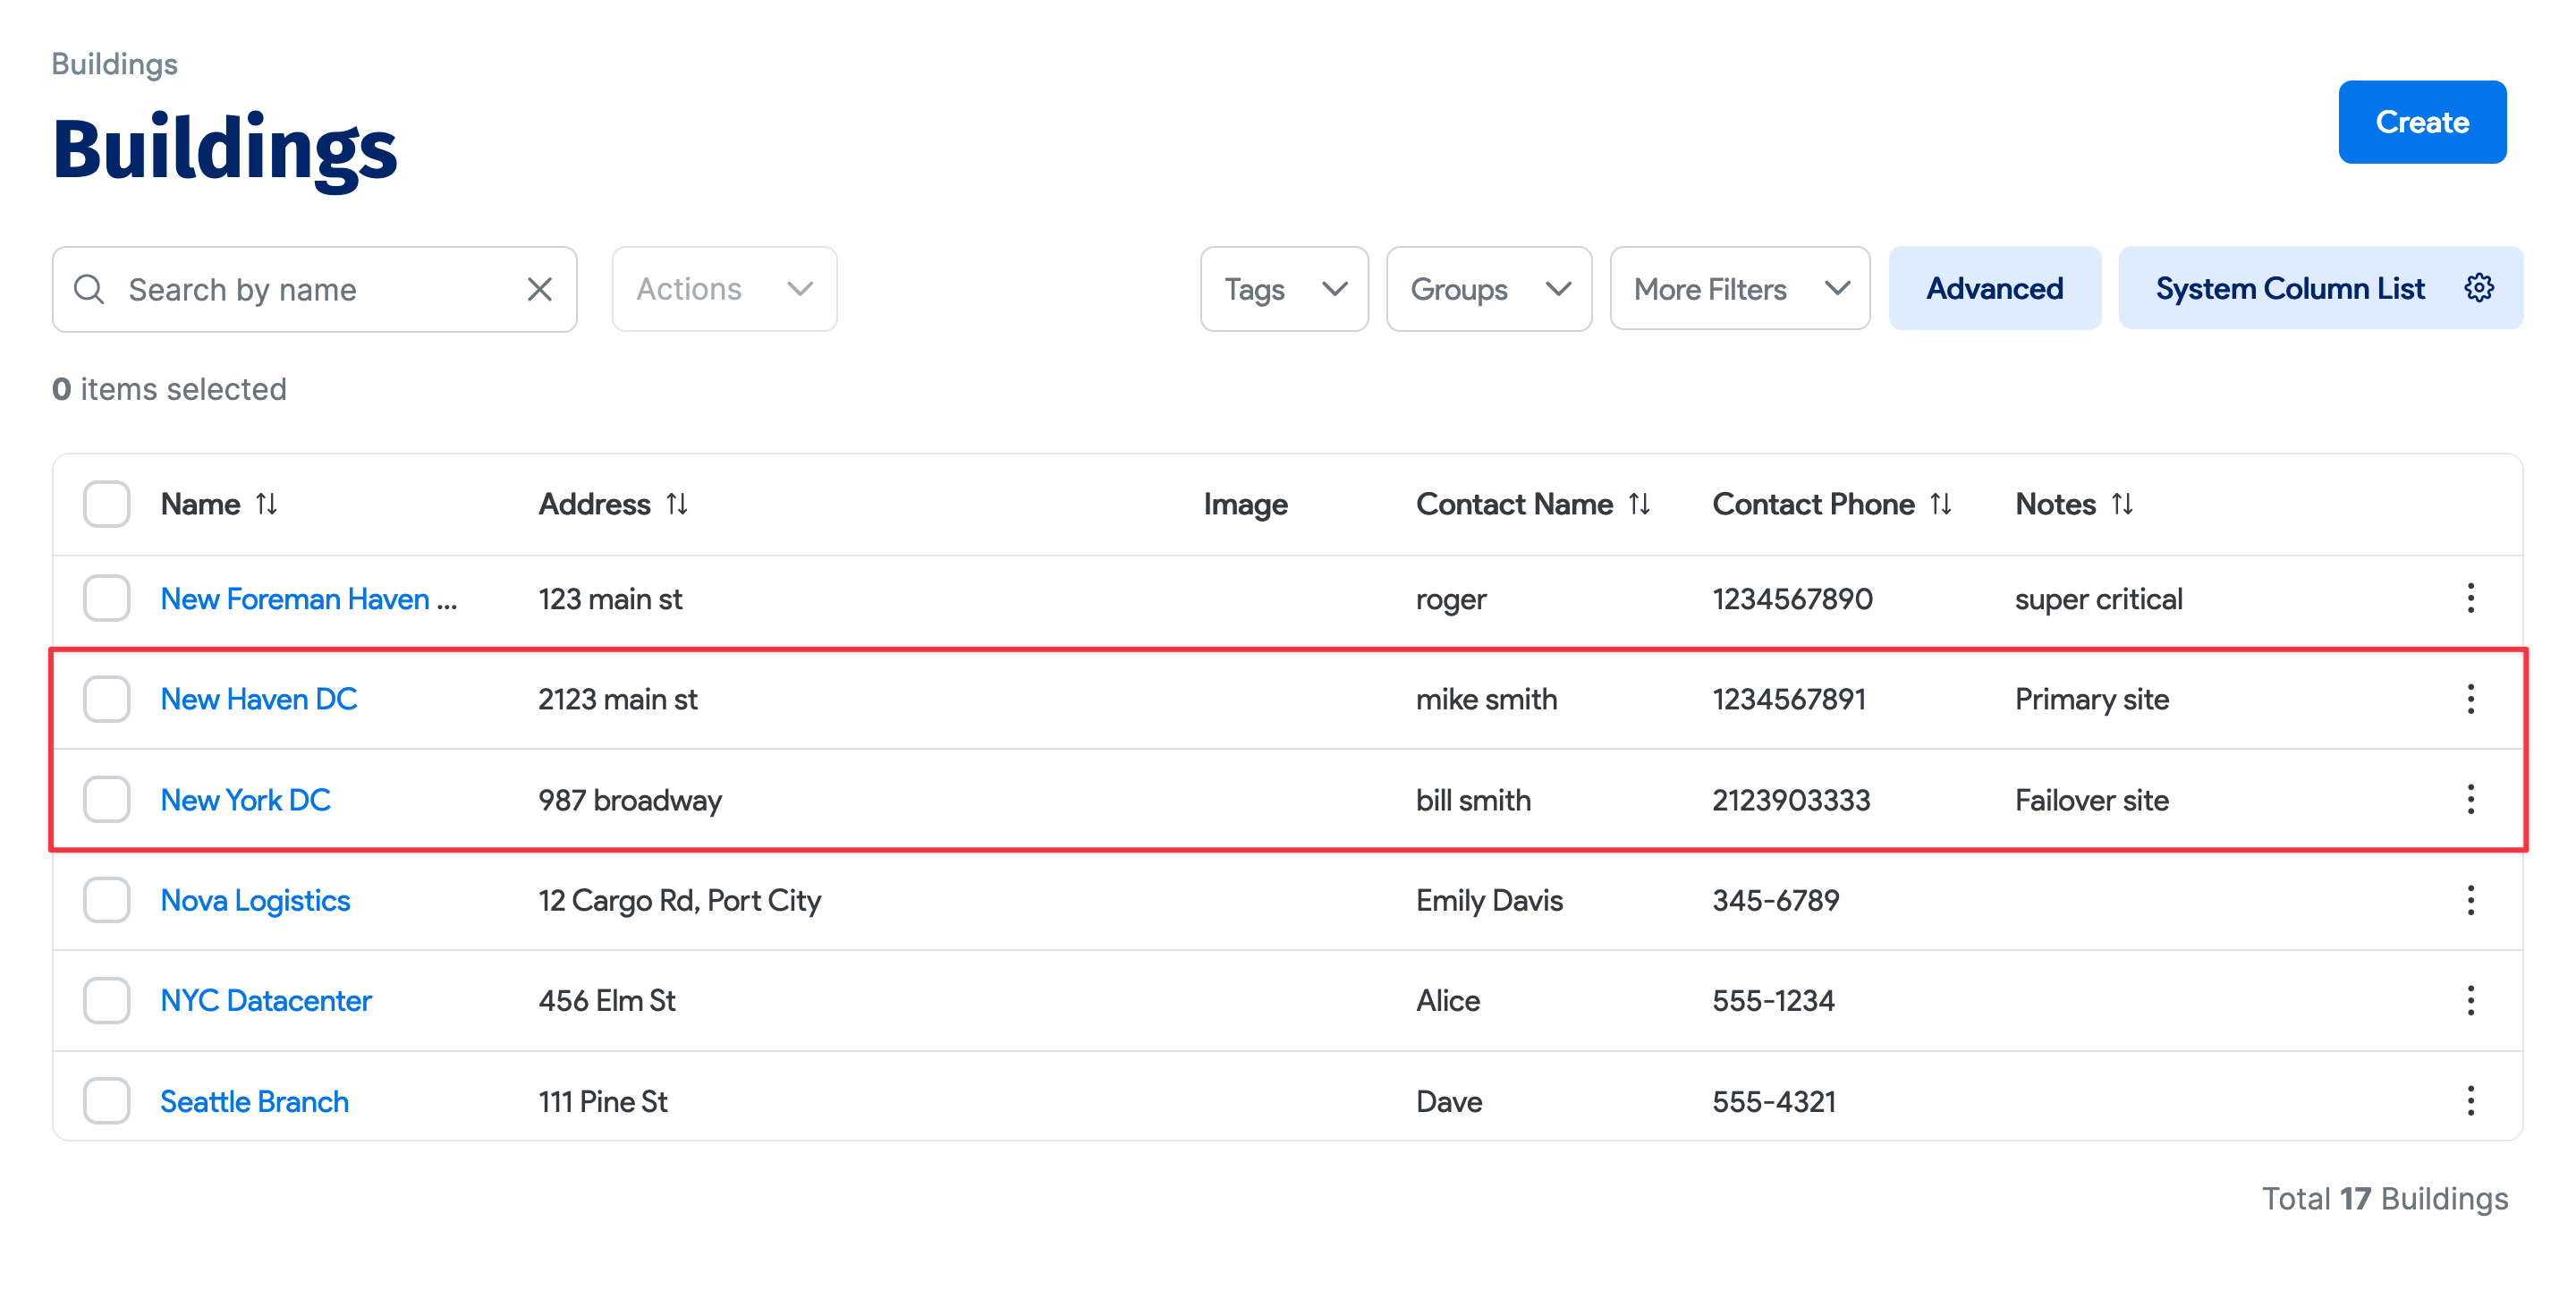 Buildings
Buildings
Create
Search by name
Actions
Tags
Groups
More Filters
Advanced
System Column List
0 items selected
Name Address Image Contact Name Contact Phone Notes
New Foreman Haven ... 123 main st roger 1234567890 super critical
New Haven DC 2123 main st mike smith 1234567891 Primary site
New York DC 987 broadway bill smith 2123903333 Failover site
Nova Logistics 12 Cargo Rd, Port City Emily Davis 345-6789
NYC Datacenter 456 Elm St Alice 555-1234
Seattle Branch 111 Pine St Dave 555-4321
Total 17 Buildings